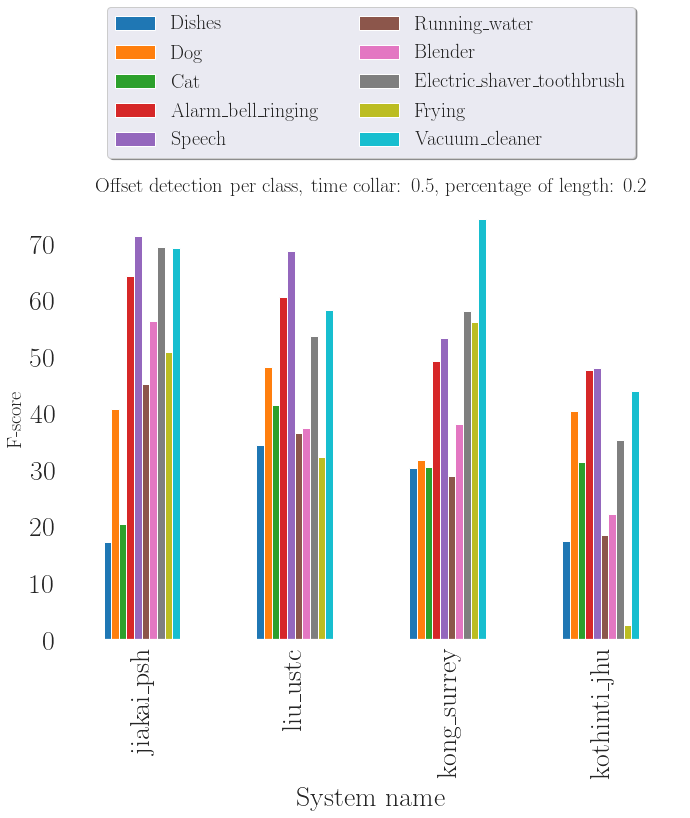 Dishes
Dog
Cat
Alarm_bell_ringing
Speech
Running_water
Blender
Electric_shaver_toothbrush
Frying
Vacuum_cleaner
Offset detection per class, time collar: 0.5, percentage of length: 0.2
F-score
70
60
50
40
30
20
10
0
jiakai_psh
liu_ustc
kong_surrey
kothinti_jhu
System name